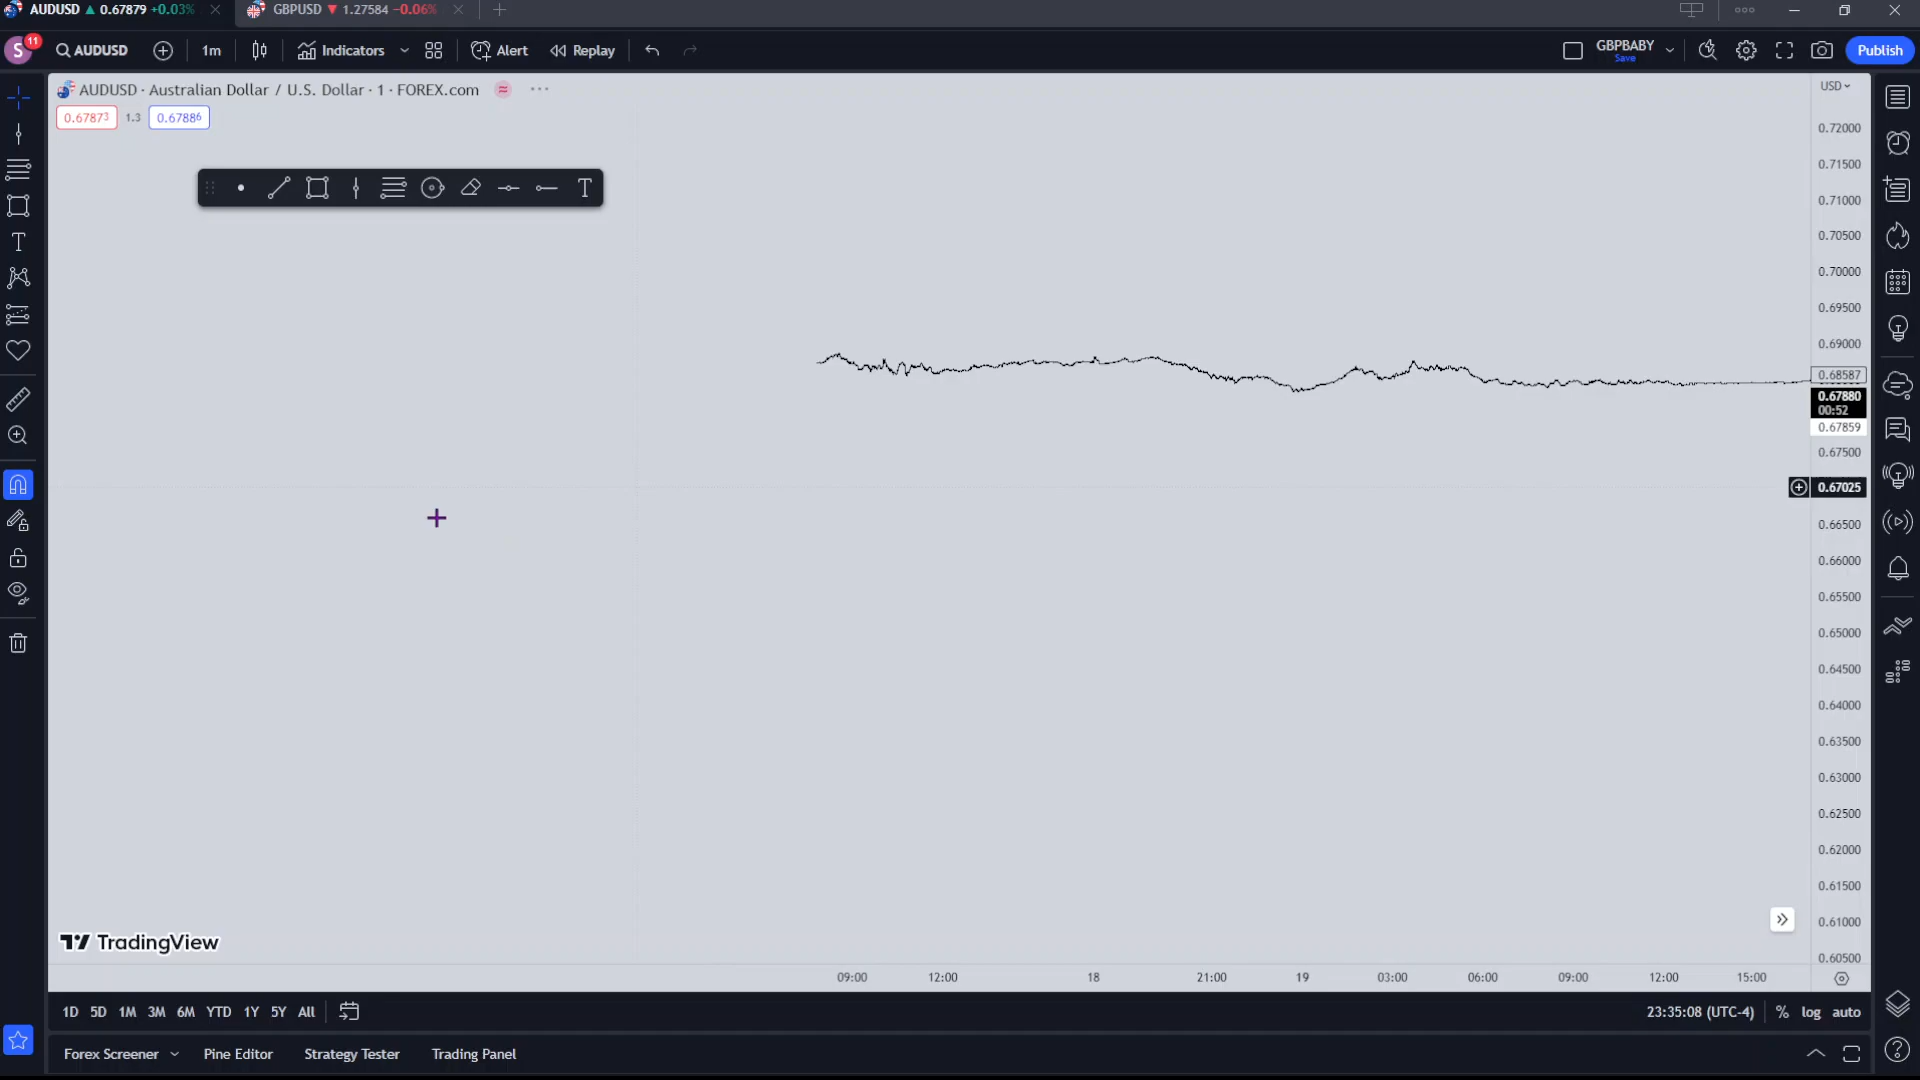 AUDUSD ▲ 0.67879 +0.03%
GBPUSD ▼ 1.27584 −0.06%
S 11
AUDUSD
1m
Indicators
Alert
Replay
GBPBABY
Save
Publish
AUDUSD · Australian Dollar / U.S. Dollar · 1 · FOREX.com
USD
0.67873
1.3
0.67886
0.72000
0.71500
0.71000
0.70500
0.70000
0.69500
0.69000
0.68587
0.67880
00:52
0.67859
0.67500
0.67025
0.66500
0.66000
0.65500
0.65000
0.64500
0.64000
0.63500
0.63000
0.62500
0.62000
0.61500
0.61000
0.60500
TradingView
09:00 12:00 18 21:00 19 03:00 06:00 09:00 12:00 15:00
1D 5D 1M 3M 6M YTD 1Y 5Y All
23:35:08 (UTC-4) % log auto
Forex Screener Pine Editor Strategy Tester Trading Panel